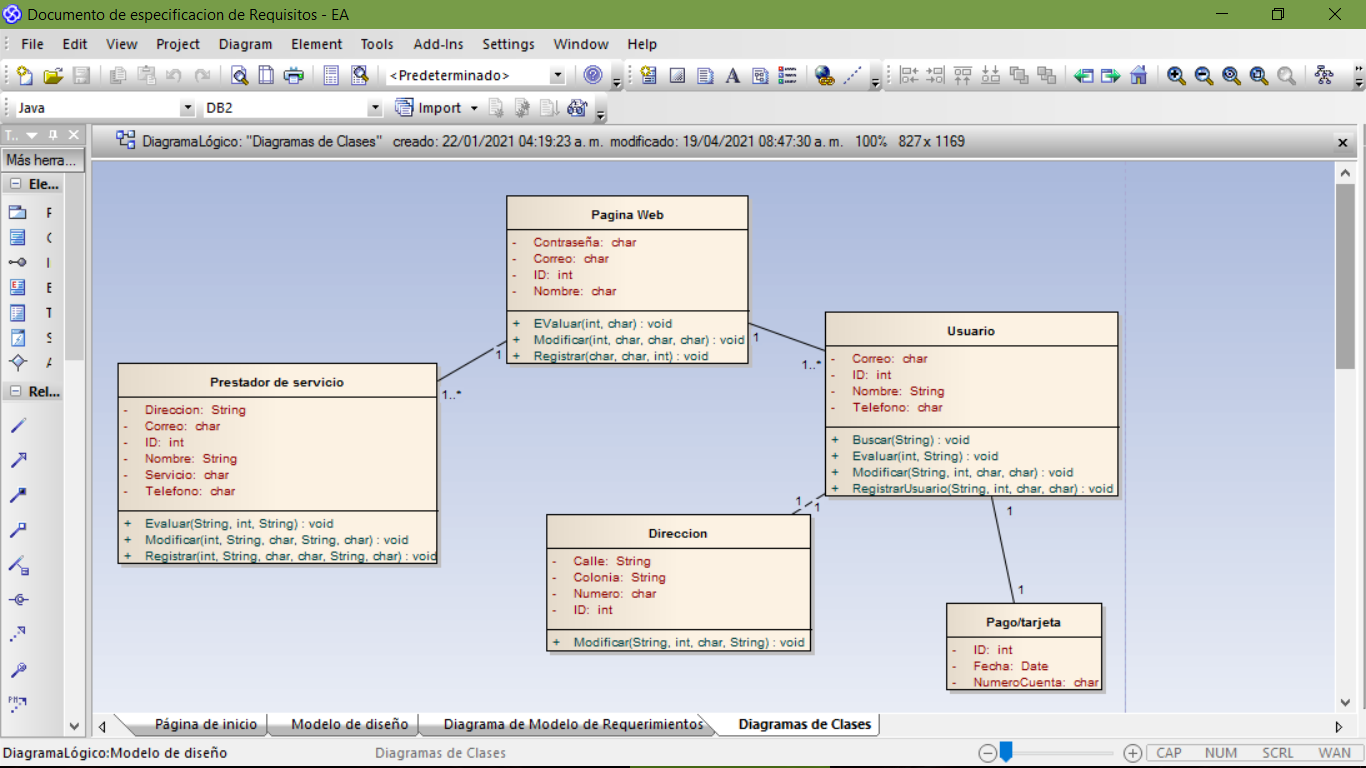 Documento de especificacion de Requisitos - EA
File Edit View Project Diagram Element Tools Add-Ins Settings Window Help
<Predeterminado>
Java DB2 Import
T..
DiagramaLógico: "Diagramas de Clases" creado: 22/01/2021 04:19:23 a. m. modificado: 19/04/2021 08:47:30 a. m. 100% 827 x 1169
Más herra...
Ele...
Rel...
Pagina Web
- Contraseña: char
- Correo: char
- ID: int
- Nombre: char
+ EValuar(int, char) : void
+ Modificar(int, char, char, char) : void
+ Registrar(char, char, int) : void
1
1..*
1
1..*
Prestador de servicio
- Direccion: String
- Correo: char
- ID: int
- Nombre: String
- Servicio: char
- Telefono: char
+ Evaluar(String, int, String) : void
+ Modificar(int, String, char, String, char) : void
+ Registrar(int, String, char, char, String, char) : void
Usuario
- Correo: char
- ID: int
- Nombre: String
- Telefono: char
+ Buscar(String) : void
+ Evaluar(int, String) : void
+ Modificar(String, int, char, char) : void
+ RegistrarUsuario(String, int, char, char) : void
1
1
1
1
Direccion
- Calle: String
- Colonia: String
- Numero: char
- ID: int
+ Modificar(String, int, char, String) : void
Pago/tarjeta
- ID: int
- Fecha: Date
- NumeroCuenta: char
Página de inicio Modelo de diseño Diagrama de Modelo de Requerimientos Diagramas de Clases
DiagramaLógico:Modelo de diseño Diagramas de Clases CAP NUM SCRL WAN